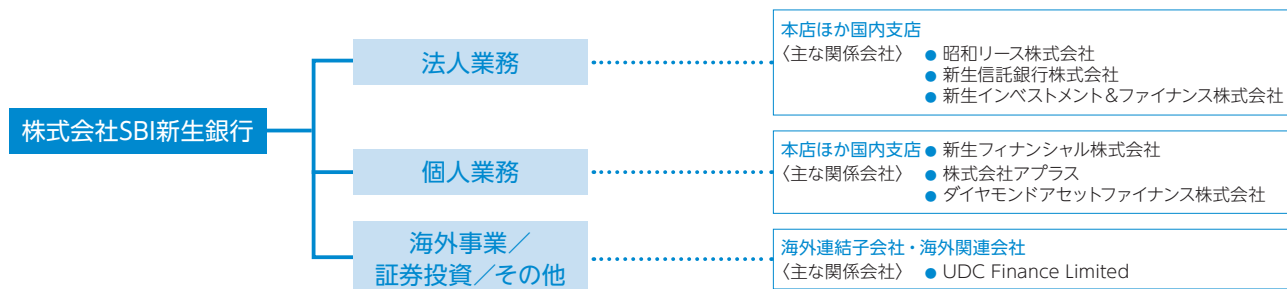 株式会社SBI新生銀行
法人業務
本店ほか国内支店
〈主な関係会社〉 ● 昭和リース株式会社
● 新生信託銀行株式会社
● 新生インベストメント&ファイナンス株式会社
個人業務
本店ほか国内支店 ● 新生フィナンシャル株式会社
〈主な関係会社〉 ● 株式会社アプラス
● ダイヤモンドアセットファイナンス株式会社
海外事業／
証券投資／その他
海外連結子会社・海外関連会社
〈主な関係会社〉 ● UDC Finance Limited